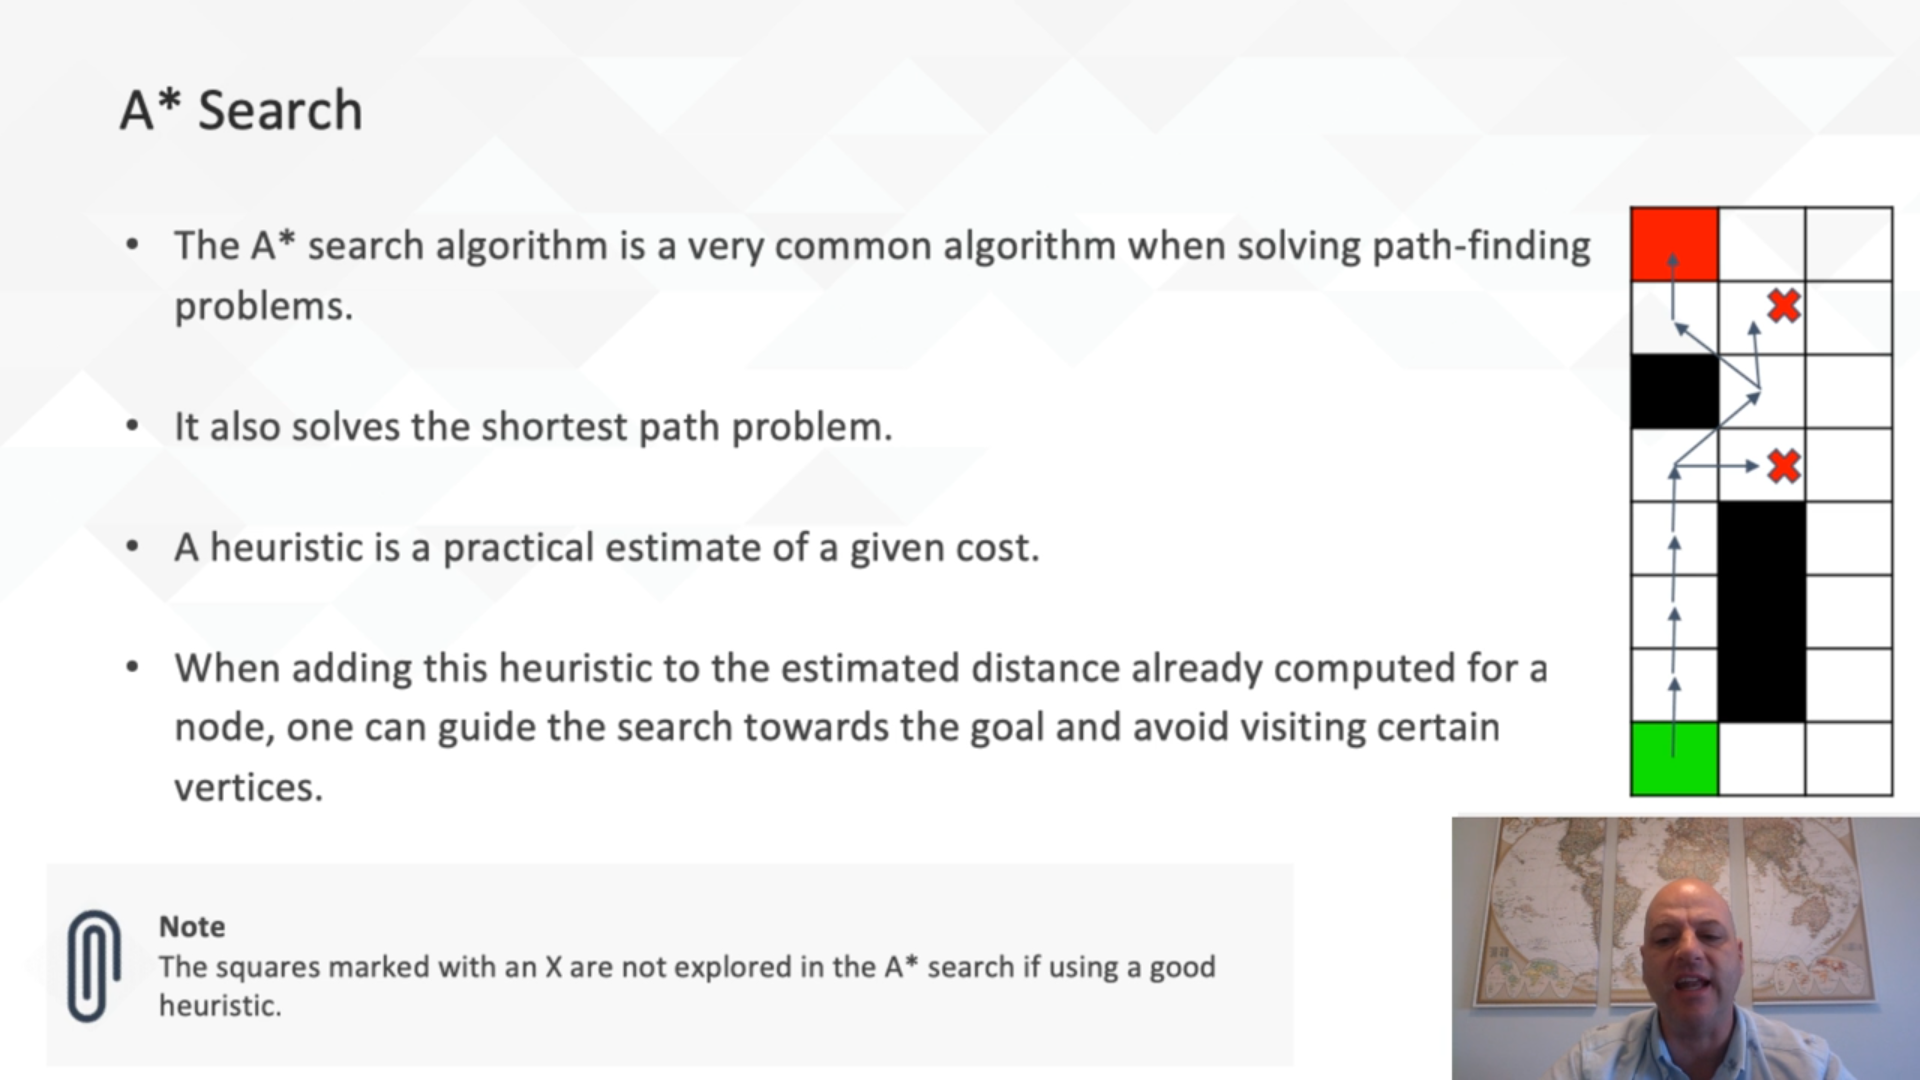 A* Search
• The A* search algorithm is a very common algorithm when solving path-finding
problems.
• It also solves the shortest path problem.
• A heuristic is a practical estimate of a given cost.
• When adding this heuristic to the estimated distance already computed for a
node, one can guide the search towards the goal and avoid visiting certain
vertices.
Note
The squares marked with an X are not explored in the A* search if using a good
heuristic.